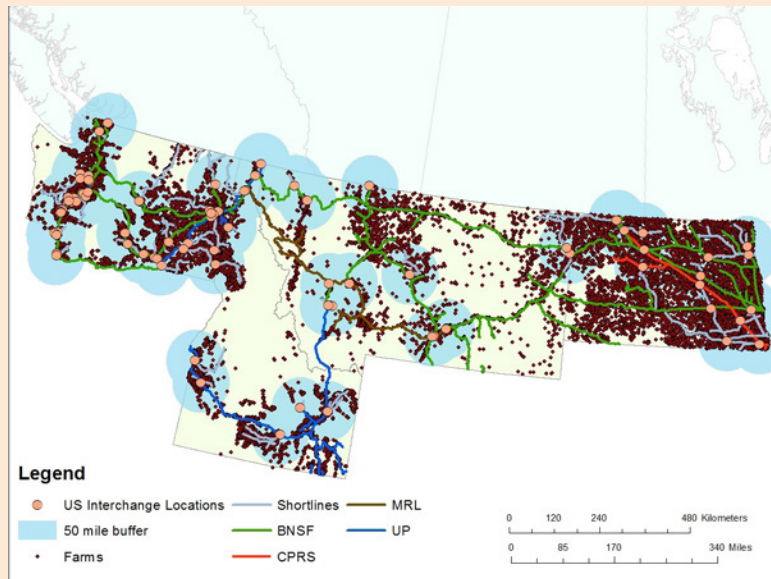 Legend
US Interchange Locations
50 mile buffer
Farms
Shortlines
BNSF
CPRS
MRL
UP
0 120 240 480 Kilometers
0 85 170 340 Miles